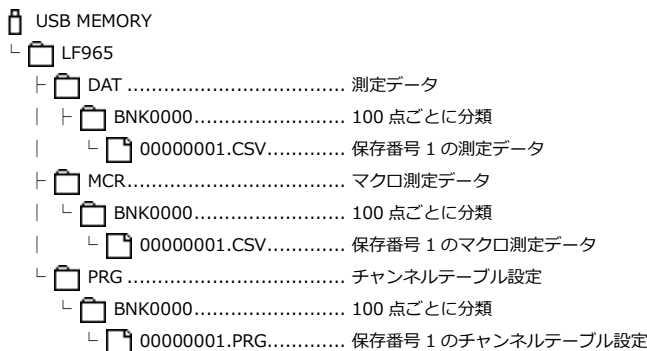 USB MEMORY
LF965
DAT .................................... 測定データ
BNK0000......................... 100 点ごとに分類
00000001.CSV............. 保存番号 1 の測定データ
MCR.................................... マクロ測定データ
BNK0000......................... 100 点ごとに分類
00000001.CSV............. 保存番号 1 のマクロ測定データ
PRG .................................... チャンネルテーブル設定
BNK0000......................... 100 点ごとに分類
00000001.PRG............. 保存番号 1 のチャンネルテーブル設定